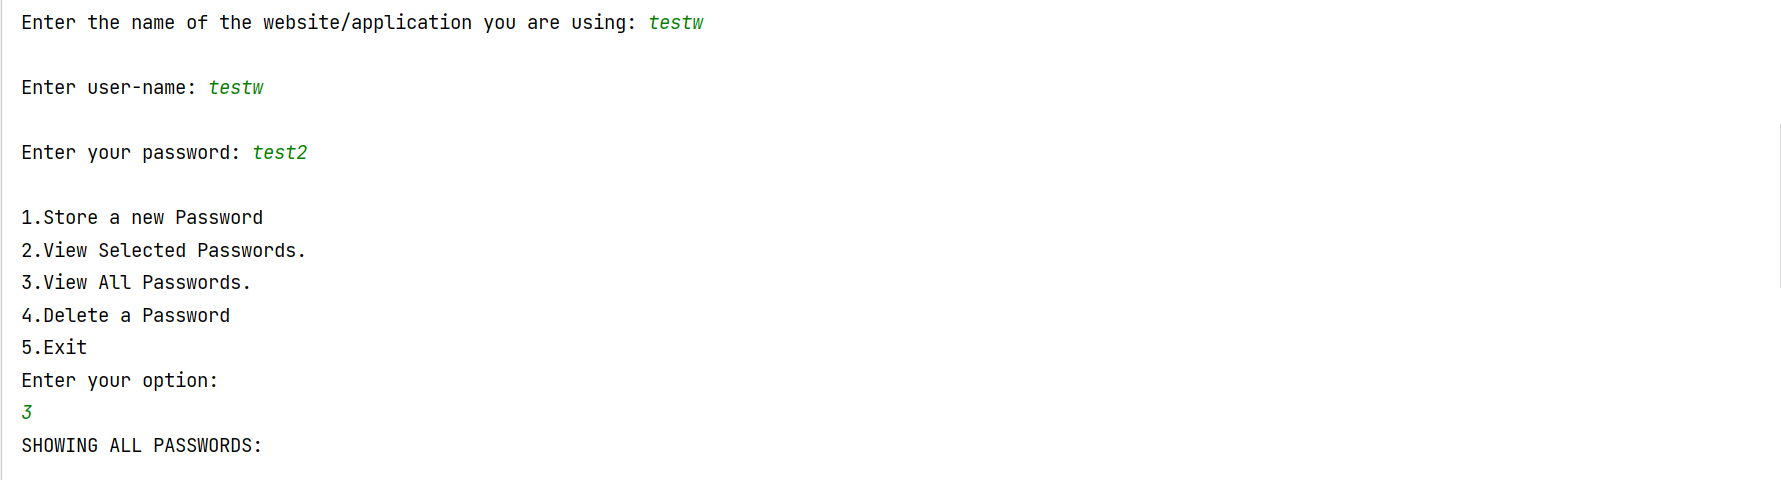 Enter the name of the website/application you are using: testw
Enter user-name: testw
Enter your password: test2
1.Store a new Password
2.View Selected Passwords.
3.View All Passwords.
4.Delete a Password
5.Exit
Enter your option:
3
SHOWING ALL PASSWORDS: